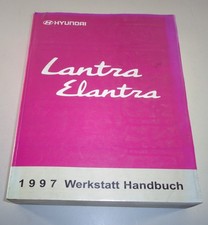 HYUNDAI
Lantra
Elantra
1997 Werkstatt Handbuch